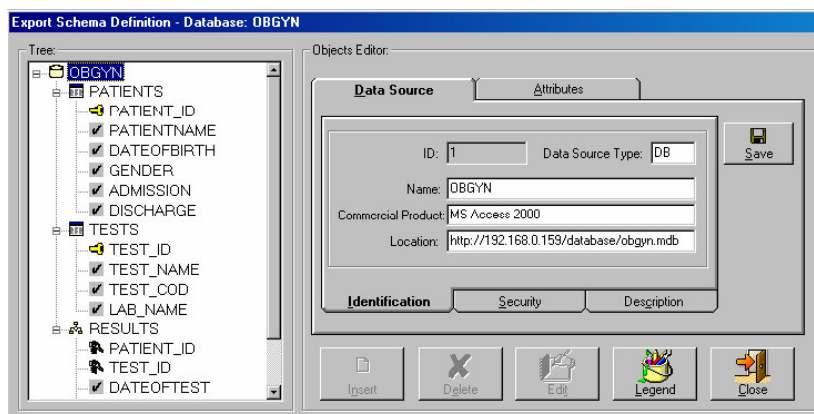 Export Schema Definition - Database: OBGYN
Tree:
OBGYN
PATIENTS
PATIENT_ID
PATIENTNAME
DATEOFBIRTH
GENDER
ADMISSION
DISCHARGE
TESTS
TEST_ID
TEST_NAME
TEST_COD
LAB_NAME
RESULTS
PATIENT_ID
TEST_ID
DATEOFTEST
Objects Editor:
Data Source Attributes
ID: 1 Data Source Type: DB
Name: OBGYN
Commercial Product: MS Access 2000
Location: http://192.168.0.159/database/obgyn.mdb
Identification Security Description
Save
Insert Delete Edit Legend Close